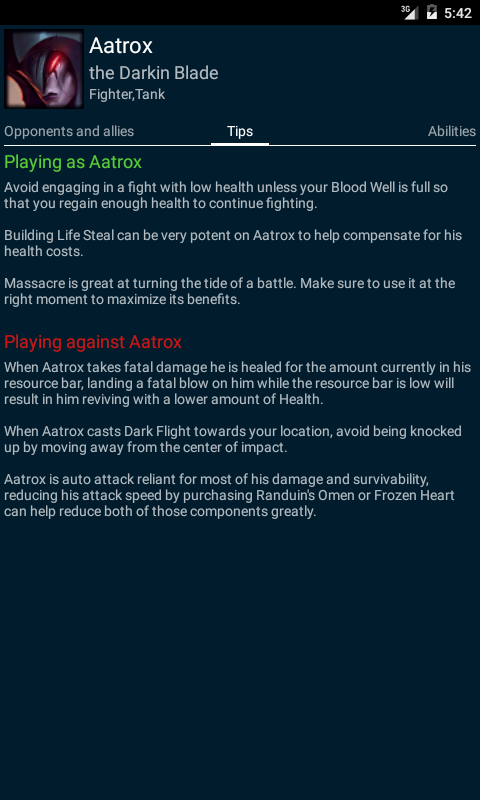 3G 5:42
Aatrox
the Darkin Blade
Fighter,Tank
Opponents and allies Tips Abilities
Playing as Aatrox
Avoid engaging in a fight with low health unless your Blood Well is full so
that you regain enough health to continue fighting.
Building Life Steal can be very potent on Aatrox to help compensate for his
health costs.
Massacre is great at turning the tide of a battle. Make sure to use it at the
right moment to maximize its benefits.
Playing against Aatrox
When Aatrox takes fatal damage he is healed for the amount currently in his
resource bar, landing a fatal blow on him while the resource bar is low will
result in him reviving with a lower amount of Health.
When Aatrox casts Dark Flight towards your location, avoid being knocked
up by moving away from the center of impact.
Aatrox is auto attack reliant for most of his damage and survivability,
reducing his attack speed by purchasing Randuin's Omen or Frozen Heart
can help reduce both of those components greatly.